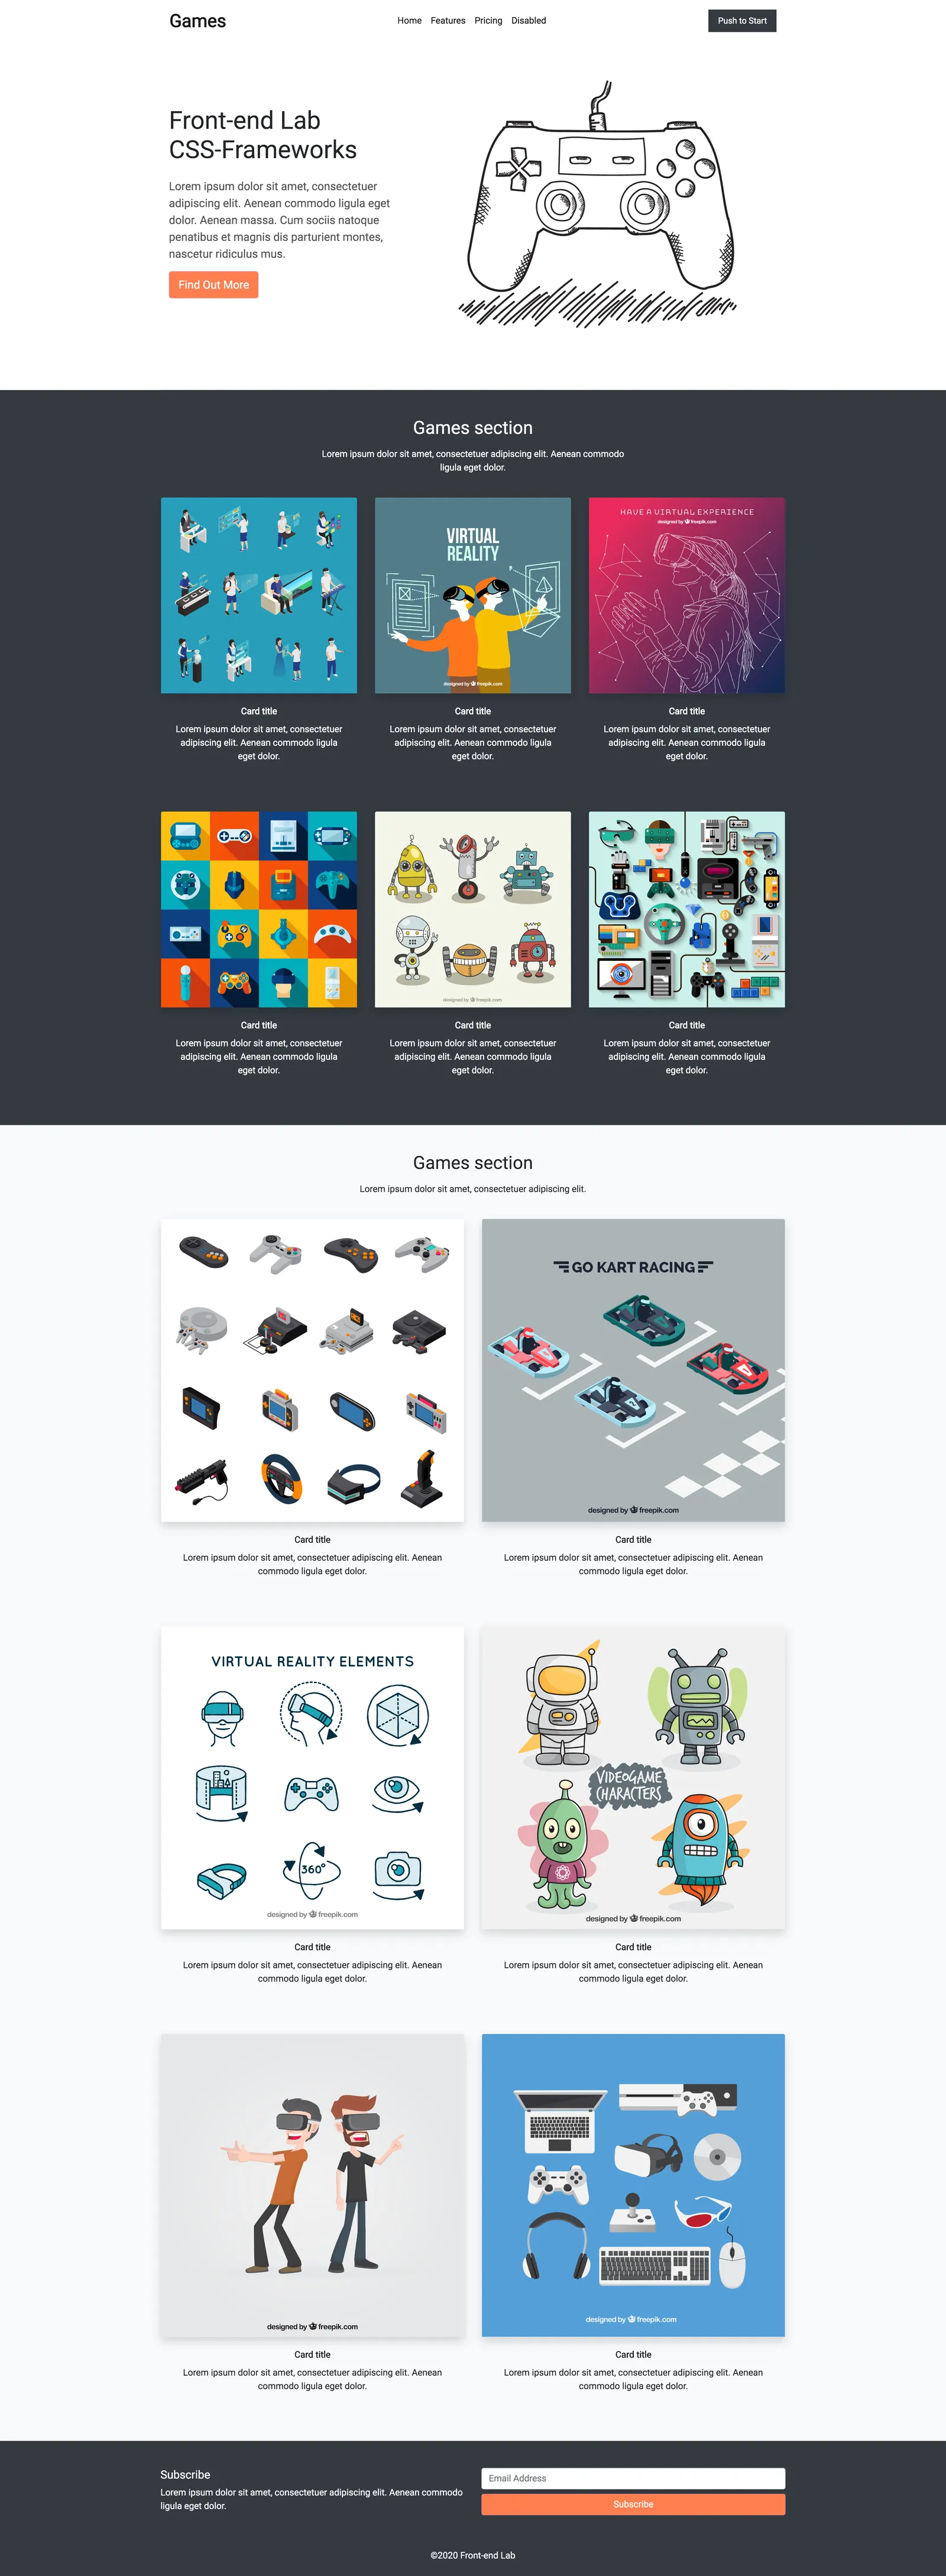 Games
Home Features Pricing Disabled
Push to Start
Front-end Lab
CSS-Frameworks
Lorem ipsum dolor sit amet, consectetuer
adipiscing elit. Aenean commodo ligula eget
dolor. Aenean massa. Cum sociis natoque
penatibus et magnis dis parturient montes,
nascetur ridiculus mus.
Find Out More
Games section
Lorem ipsum dolor sit amet, consectetuer adipiscing elit. Aenean commodo
ligula eget dolor.
VIRTUAL
REALITY
designed by freepik.com
HAVE A VIRTUAL EXPERIENCE
designed by freepik.com
Card title
Lorem ipsum dolor sit amet, consectetuer
adipiscing elit. Aenean commodo ligula
eget dolor.
Card title
Lorem ipsum dolor sit amet, consectetuer
adipiscing elit. Aenean commodo ligula
eget dolor.
Card title
Lorem ipsum dolor sit amet, consectetuer
adipiscing elit. Aenean commodo ligula
eget dolor.
designed by freepik.com
Card title
Lorem ipsum dolor sit amet, consectetuer
adipiscing elit. Aenean commodo ligula
eget dolor.
Card title
Lorem ipsum dolor sit amet, consectetuer
adipiscing elit. Aenean commodo ligula
eget dolor.
Card title
Lorem ipsum dolor sit amet, consectetuer
adipiscing elit. Aenean commodo ligula
eget dolor.
Games section
Lorem ipsum dolor sit amet, consectetuer adipiscing elit.
GO KART RACING
designed by freepik.com
Card title
Lorem ipsum dolor sit amet, consectetuer adipiscing elit. Aenean
commodo ligula eget dolor.
Card title
Lorem ipsum dolor sit amet, consectetuer adipiscing elit. Aenean
commodo ligula eget dolor.
VIRTUAL REALITY ELEMENTS
360°
designed by freepik.com
VIDEOGAME
CHARACTERS
designed by freepik.com
Card title
Lorem ipsum dolor sit amet, consectetuer adipiscing elit. Aenean
commodo ligula eget dolor.
Card title
Lorem ipsum dolor sit amet, consectetuer adipiscing elit. Aenean
commodo ligula eget dolor.
designed by freepik.com
designed by freepik.com
Card title
Lorem ipsum dolor sit amet, consectetuer adipiscing elit. Aenean
commodo ligula eget dolor.
Card title
Lorem ipsum dolor sit amet, consectetuer adipiscing elit. Aenean
commodo ligula eget dolor.
Subscribe
Lorem ipsum dolor sit amet, consectetuer adipiscing elit. Aenean commodo
ligula eget dolor.
Email Address
Subscribe
©2020 Front-end Lab